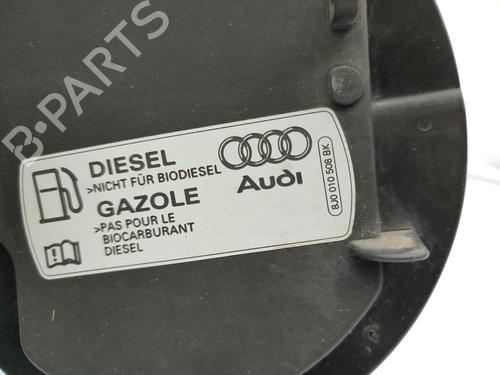 B-PARTS
DIESEL
>NICHT FÜR BIODIESEL
GAZOLE
>PAS POUR LE
BIOCARBURANT
DIESEL
Audi
8J0 010 508 BK